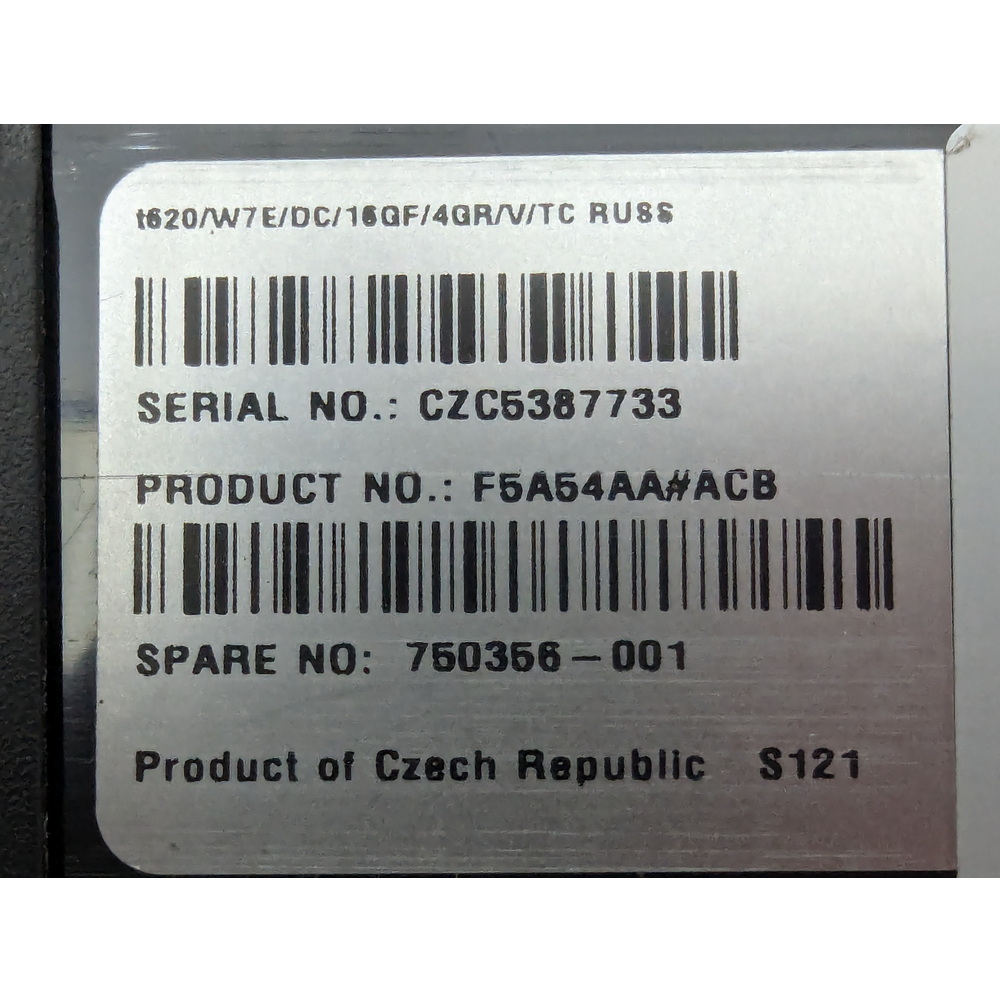 t620/W7E/DC/16GF/4GR/V/TC RUSS
SERIAL NO.: CZC5387733
PRODUCT NO.: F5A54AA#ACB
SPARE NO: 750356-001
Product of Czech Republic S121